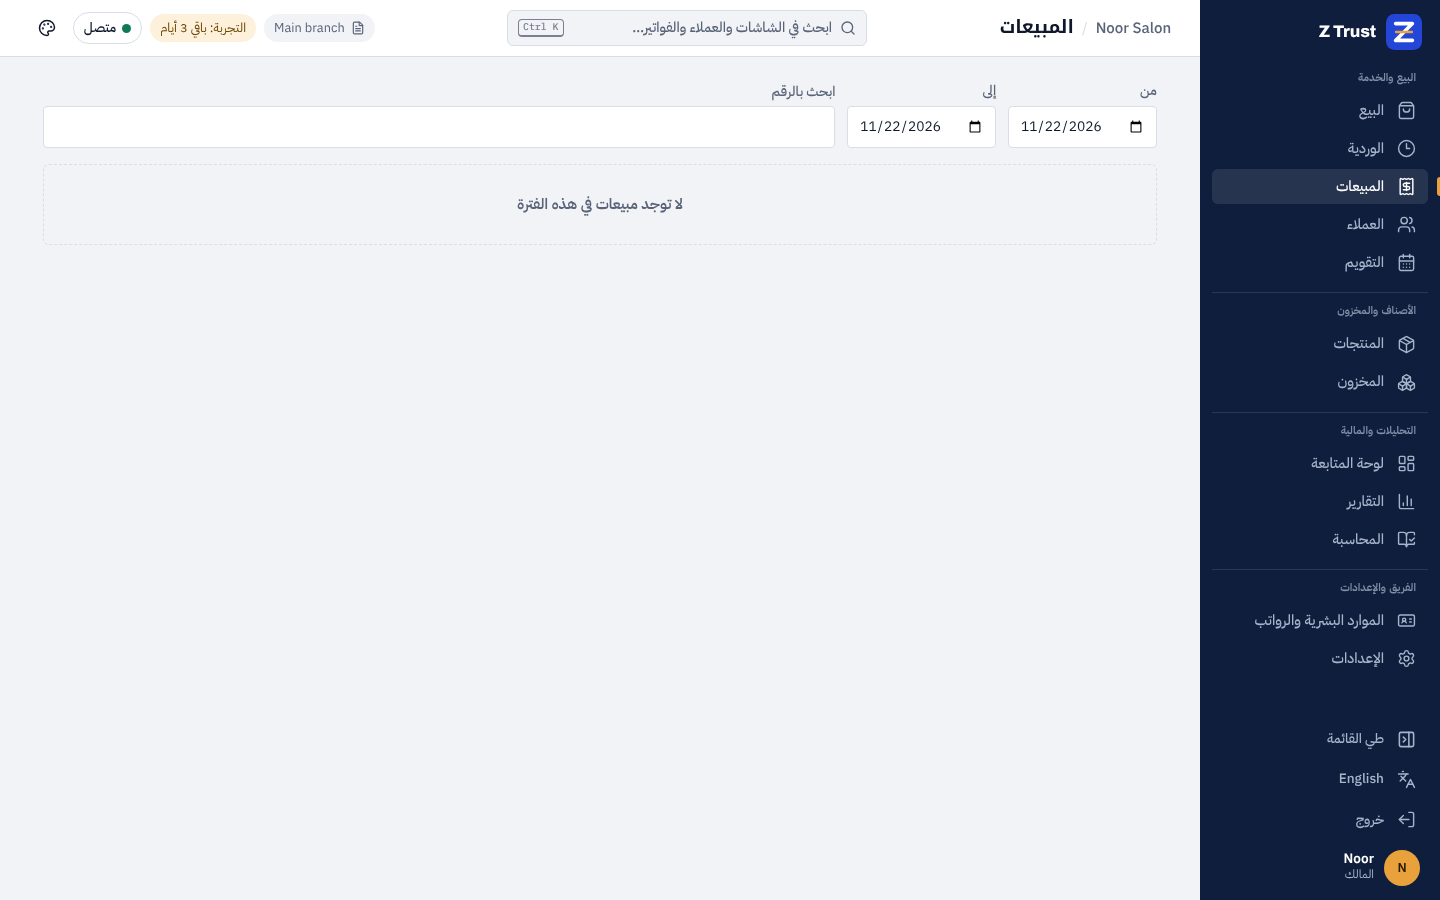 Z Trust
البيع والخدمة
البيع
الوردية
المبيعات
العملاء
التقويم
الأصناف والمخزون
المنتجات
المخزون
التحليلات والمالية
لوحة المتابعة
التقارير
المحاسبة
الفريق والإعدادات
الموارد البشرية والرواتب
الإعدادات
طي القائمة
English
خروج
N
Noor
المالك
Noor Salon / المبيعات
ابحث في الشاشات والعملاء والفواتير...
Ctrl K
Main branch
التجربة: باقي 3 أيام
متصل
من
11/22/2026
إلى
11/22/2026
ابحث بالرقم
لا توجد مبيعات في هذه الفترة